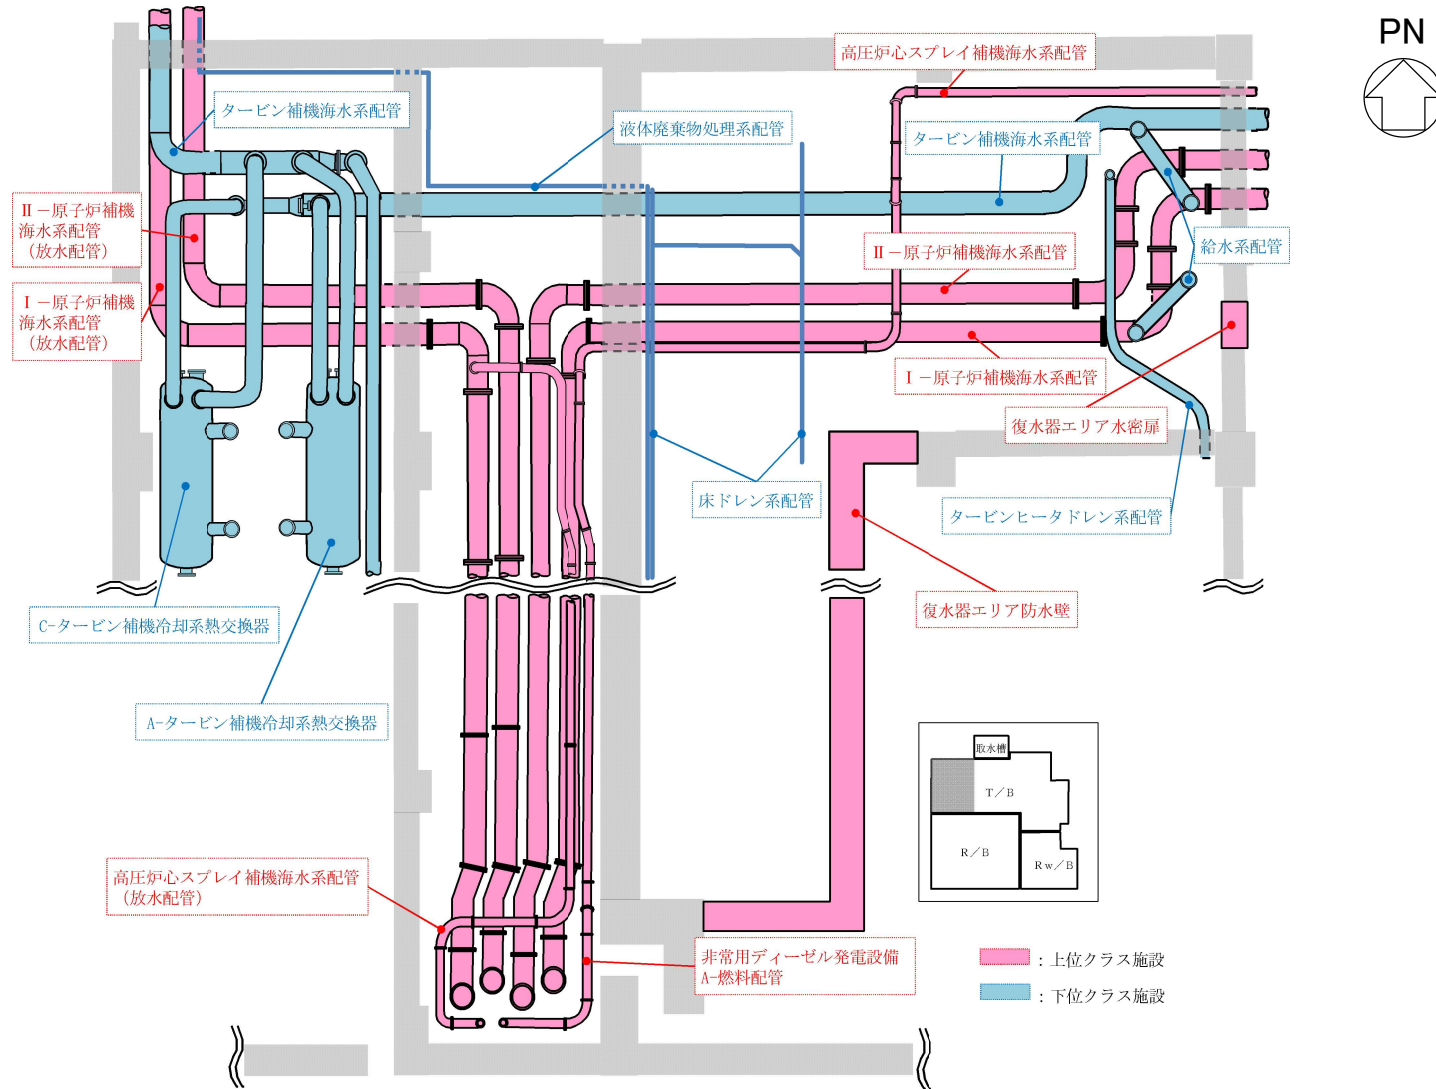 PN
高圧炉心スプレイ補機海水系配管
タービン補機海水系配管
液体廃棄物処理系配管
タービン補機海水系配管
Ⅱ－原子炉補機
海水系配管
（放水配管）
Ⅱ－原子炉補機海水系配管
給水系配管
Ⅰ－原子炉補機
海水系配管
（放水配管）
Ⅰ－原子炉補機海水系配管
復水器エリア水密扉
床ドレン系配管
タービンヒータドレン系配管
C-タービン補機冷却系熱交換器
復水器エリア防水壁
A-タービン補機冷却系熱交換器
取水槽
T／B
R／B
Rw／B
高圧炉心スプレイ補機海水系配管
（放水配管）
非常用ディーゼル発電設備
A-燃料配管
：上位クラス施設
：下位クラス施設